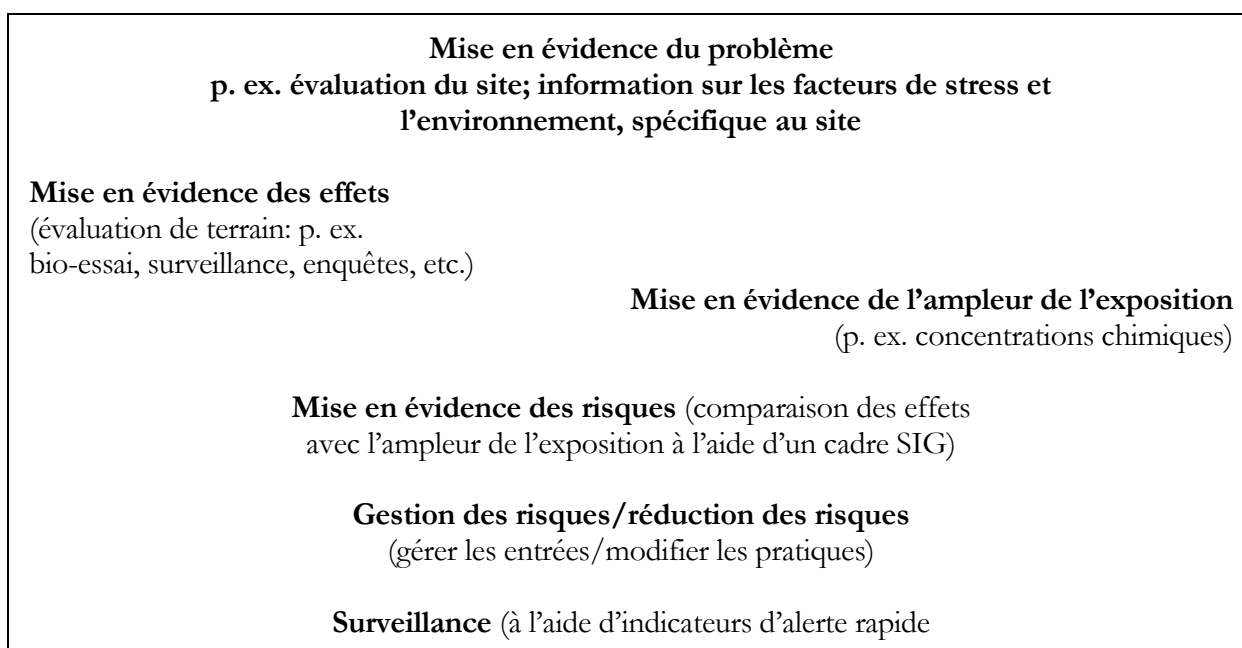 Mise en évidence du problème
p. ex. évaluation du site; information sur les facteurs de stress et
l’environnement, spécifique au site
Mise en évidence des effets
(évaluation de terrain: p. ex.
bio-essai, surveillance, enquêtes, etc.)
Mise en évidence de l’ampleur de l’exposition
(p. ex. concentrations chimiques)
Mise en évidence des risques (comparaison des effets
avec l’ampleur de l’exposition à l’aide d’un cadre SIG)
Gestion des risques/réduction des risques
(gérer les entrées/modifier les pratiques)
Surveillance (à l’aide d’indicateurs d’alerte rapide